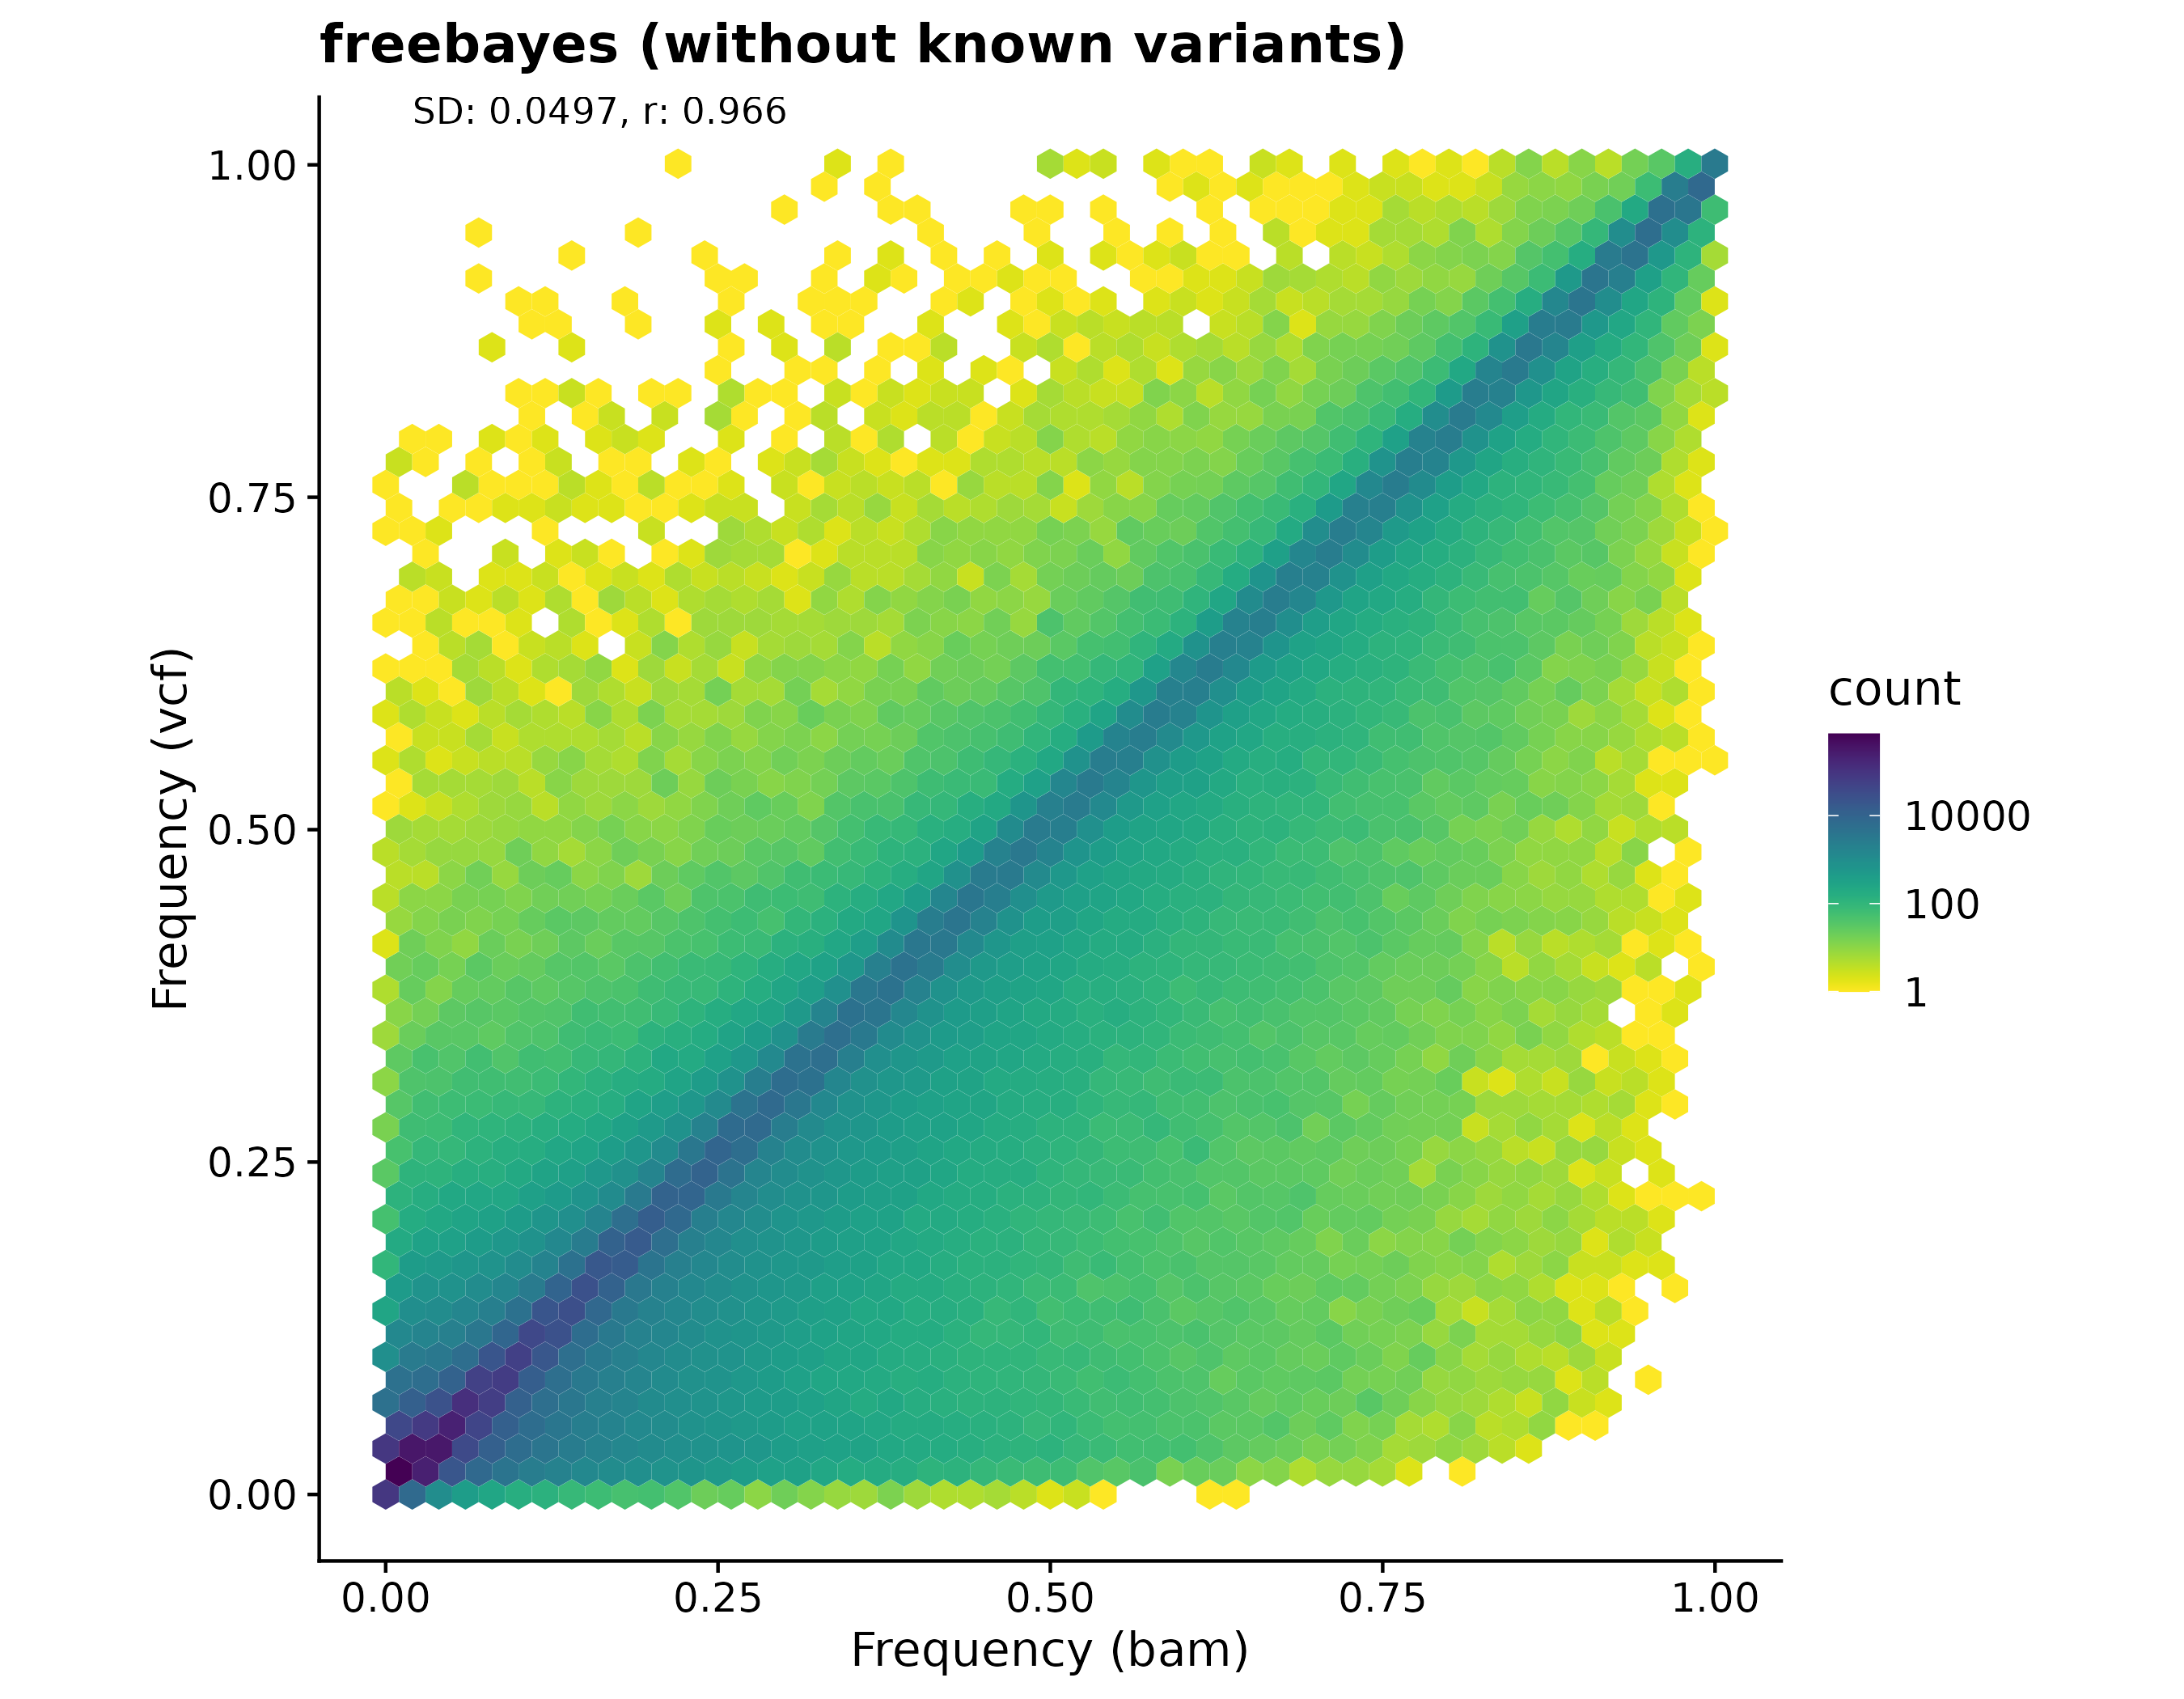 freebayes (without known variants)
SD: 0.0497, r: 0.966
1.00
0.75
0.50
0.25
0.00
Frequency (vcf)
0.00 0.25 0.50 0.75 1.00
Frequency (bam)
count
10000
100
1